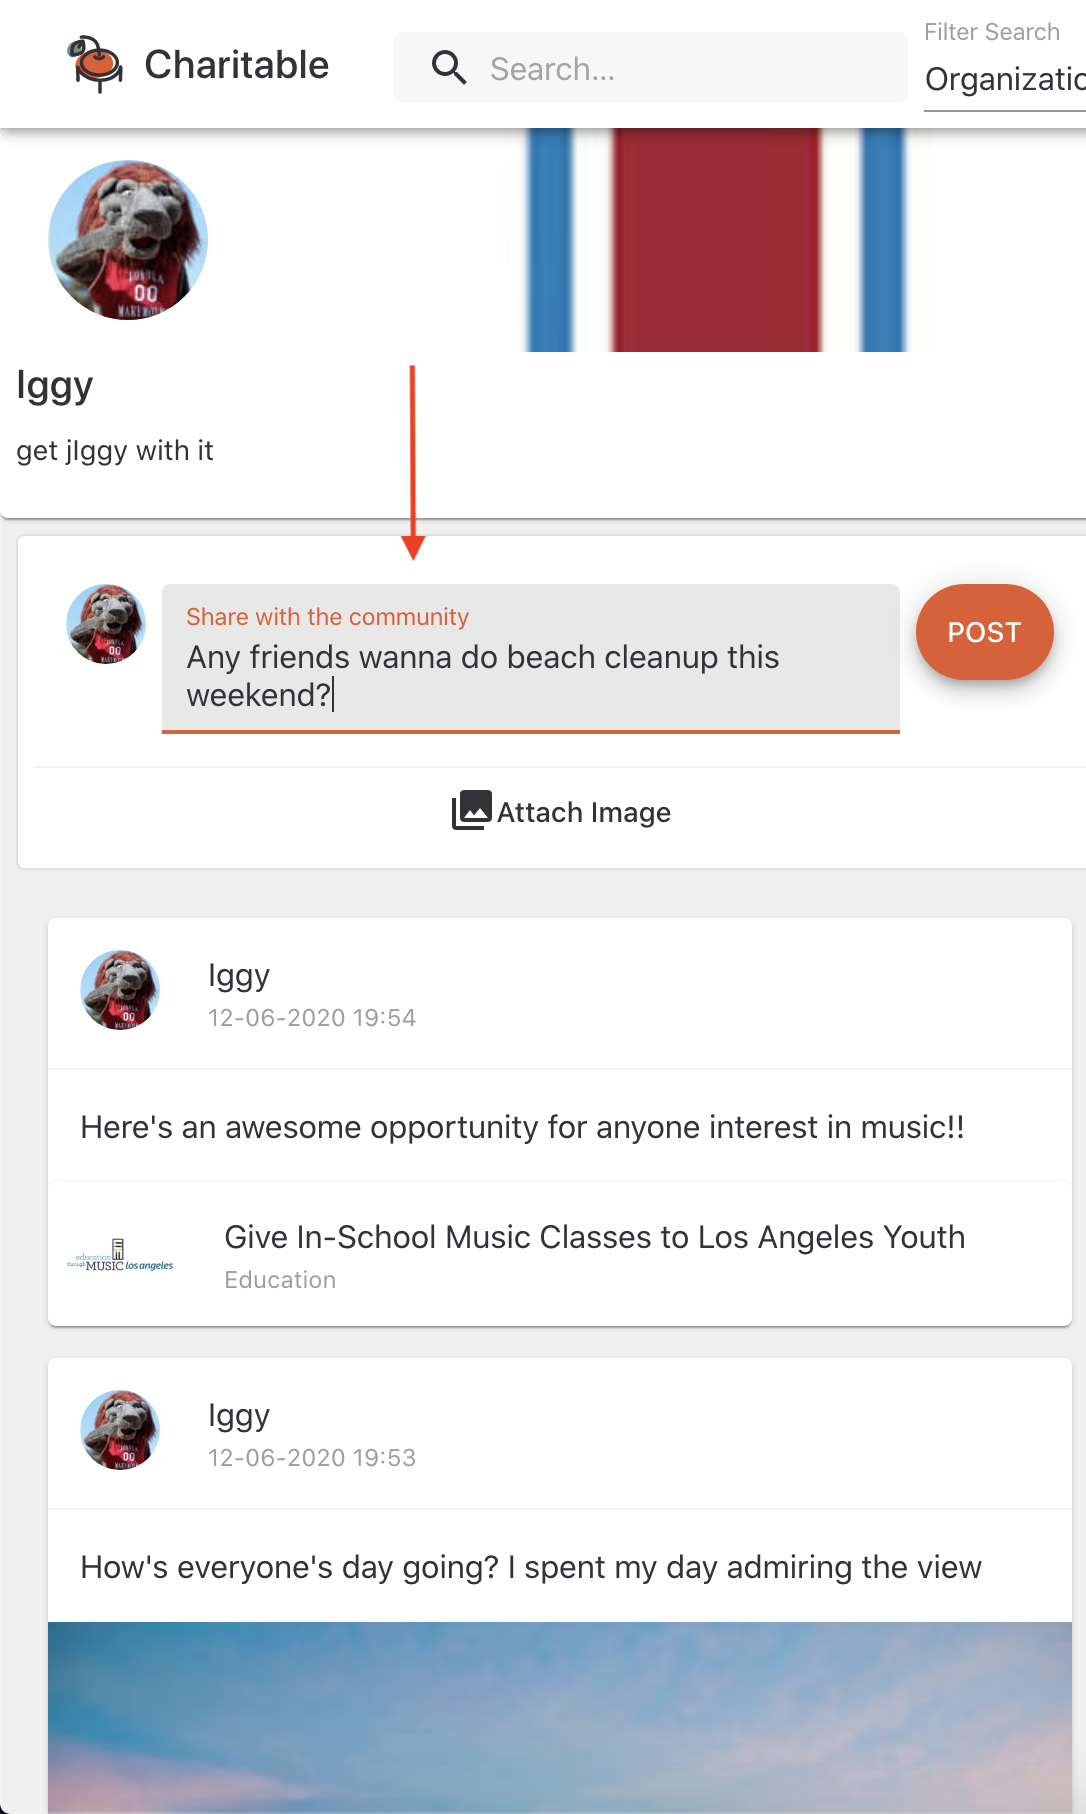 Charitable
Search...
Filter Search
Organizatio
LOYOLA
00
MARYMOUNT
Iggy
get jIggy with it
Share with the community
Any friends wanna do beach cleanup this
weekend?
POST
Attach Image
Iggy
12-06-2020 19:54
Here's an awesome opportunity for anyone interest in music!!
education
through MUSIC los angeles
Give In-School Music Classes to Los Angeles Youth
Education
Iggy
12-06-2020 19:53
How's everyone's day going? I spent my day admiring the view